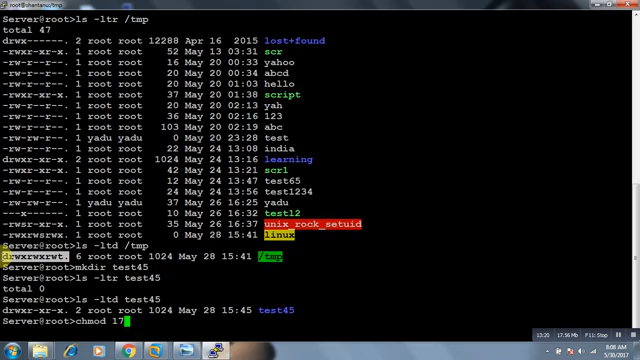 root@shantanu:/tmp
Server@root>ls -ltr /tmp
total 47
drwx------. 2 root root 12288 Apr 16  2015 lost+found
-rwxr-xr-x. 1 root root    52 May 13 03:31 scr
-rw-r--r--. 1 root root    20 May 20 00:33 yahoo
-rw-r--r--. 1 root root    20 May 20 00:34 abcd
-rw-r--r--. 1 root root    20 May 20 01:03 hello
-rwxr-xr-x. 1 root root    37 May 20 01:38 script
-rw-r--r--. 1 root root    20 May 20 02:13 yah
-rw-r--r--. 1 root root    36 May 20 02:16 123
-rw-r--r--. 1 root root   103 May 20 02:19 abc
-rw-r--r--. 1 yadu yadu     0 May 20 23:28 test
-rw-r--r--. 1 root root    22 May 24 13:14 india
drwxr-xr-x. 2 root root  1024 May 24 13:16 learning
-rwxr-xr-x. 1 root root    42 May 24 13:21 scr1
-rw-r--r--. 1 root root    12 May 24 13:47 test65
-rw-r--r--. 1 root root    24 May 24 13:49 test1234
-rw-r--r--. 1 yadu yadu    37 May 26 16:32 yadu
---x------. 1 root root    10 May 26 16:32 test12
-rwsr-xr-x. 1 root root    35 May 26 16:37 unix_rock_setuid
-rwxrwsrx. 1 root root     0 May 28 15:41 linux
Server@root>ls -ltd /tmp
drwxrwxrwt. 6 root root 1024 May 28 15:41 /tmp
Server@root>mkdir test45
Server@root>ls -ltr test45
total 0
Server@root>ls -ltd test45
drwxr-xr-x. 2 root root 1024 May 28 15:45 test45
Server@root>chmod 17
13:20
17.56 MB
F11: Stop
8:08 AM
5/30/2017